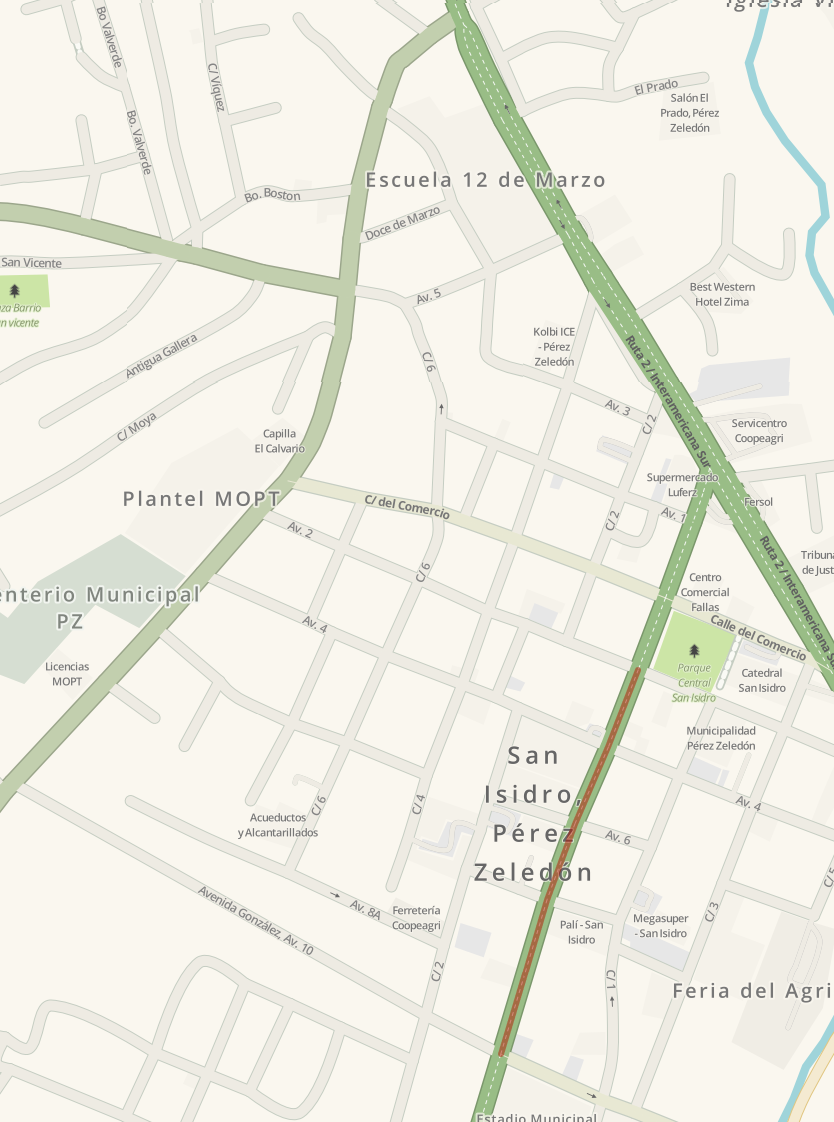 Bo Valverde
C/ Víquez
Bo. Valverde
El Prado
Salón El
Prado, Pérez
Zeledón
Escuela 12 de Marzo
Bo. Boston
Doce de Marzo
San Vicente
Av. 5
Best Western
Hotel Zima
Kolbi ICE
- Pérez
Zeledón
Antigua Gallera
C/ 6
Ruta 2 / Interamericana Sur
Av. 3
C/ 2
C/ Moya
Capilla
El Calvario
Servicentro
Coopeagri
Supermercado
Luferz
Plantel MOPT
C/ del Comercio
Fersol
Av. 1
C/ 2
Av. 2
Ruta 2 / Interamericana Su
Tribuna
de Just
C/ 6
Centro
Comercial
Fallas
enterio Municipal
PZ
Av. 4
Calle del Comercio
Licencias
MOPT
Parque
Central
San Isidro
Catedral
San Isidro
Municipalidad
Pérez Zeledón
San
Isidro,
Pérez
Zeledón
C/ 6
C/ 4
Av. 4
Acueductos
y Alcantarillados
Av. 6
C/ 5
Av. 8A
Ferretería
Coopeagri
Avenida González, Av. 10
Palí - San
Isidro
Megasuper
- San Isidro
C/ 3
C/ 2
C/ 1
Feria del Agri
Estadio Municipal